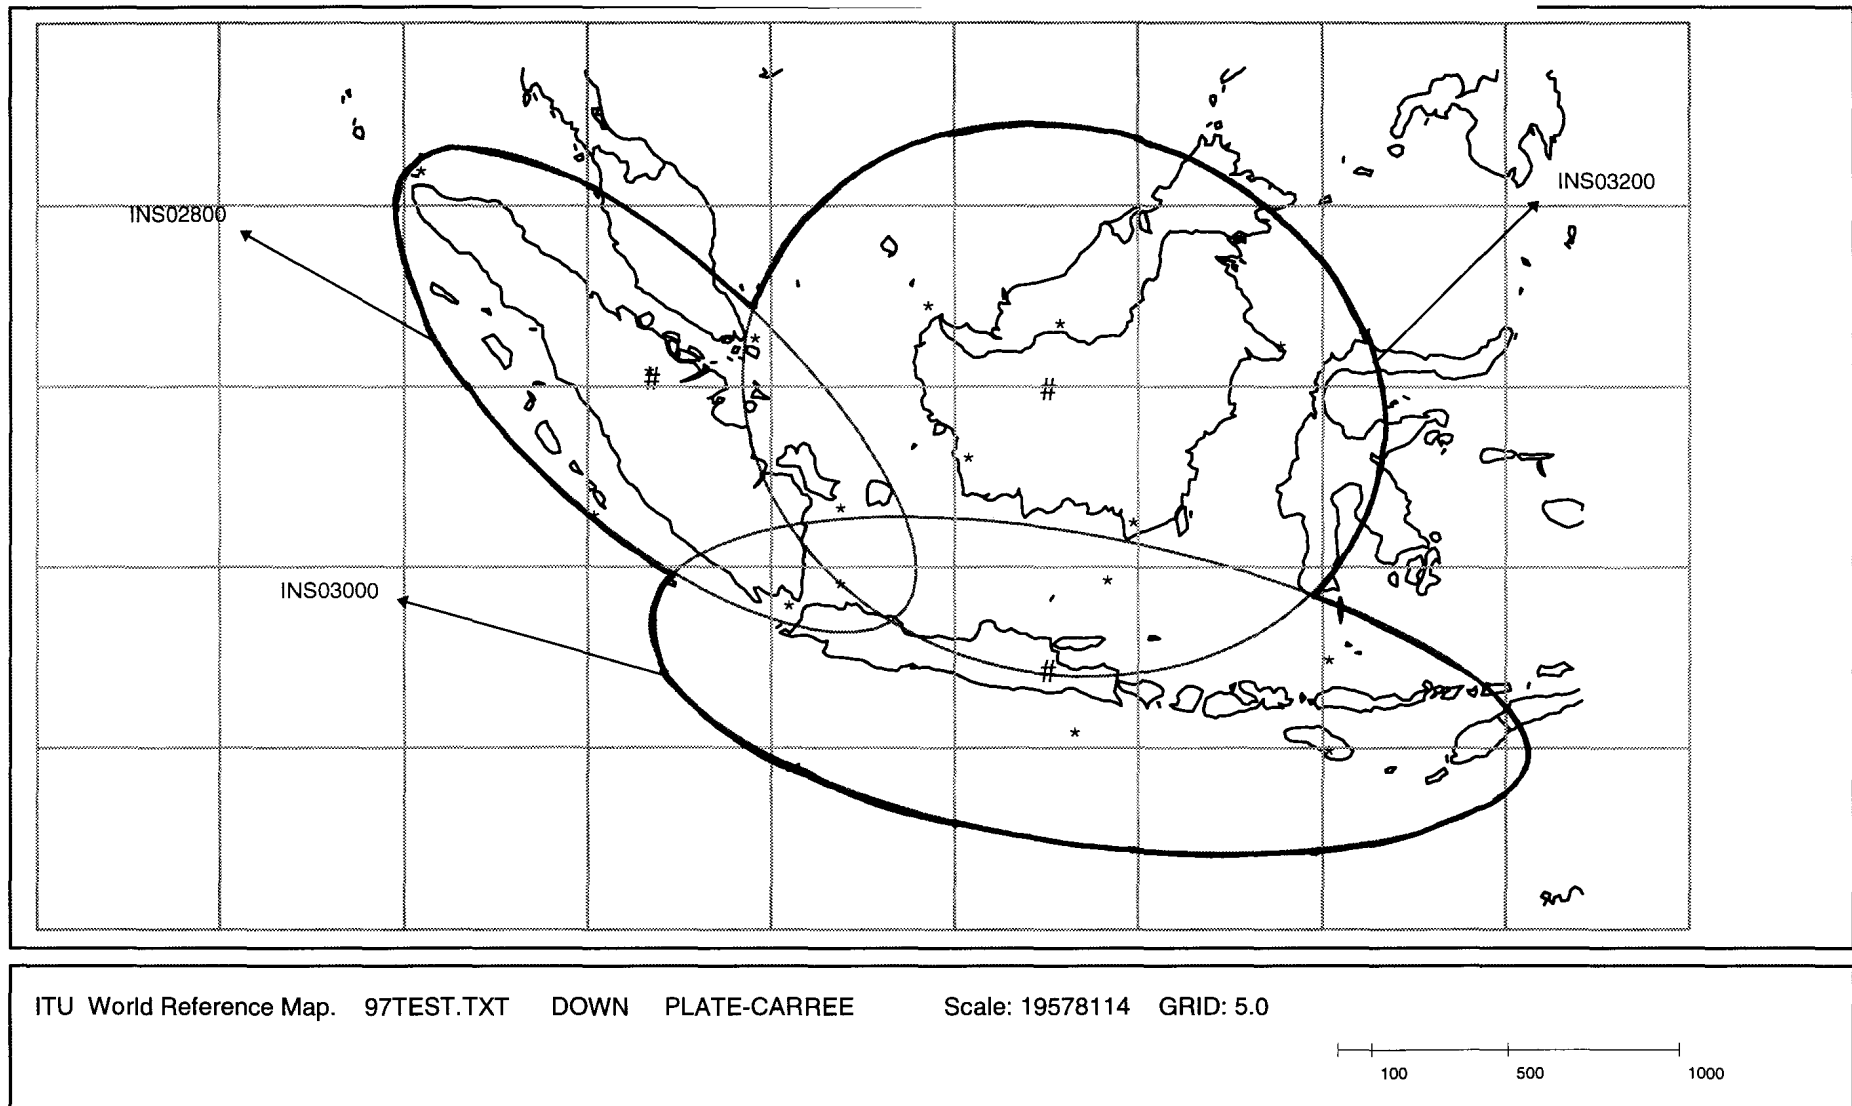 INS03200
INS02800
INS03000
ITU World Reference Map. 97TEST.TXT DOWN PLATE-CARREE Scale: 19578114 GRID: 5.0
100 500 1000